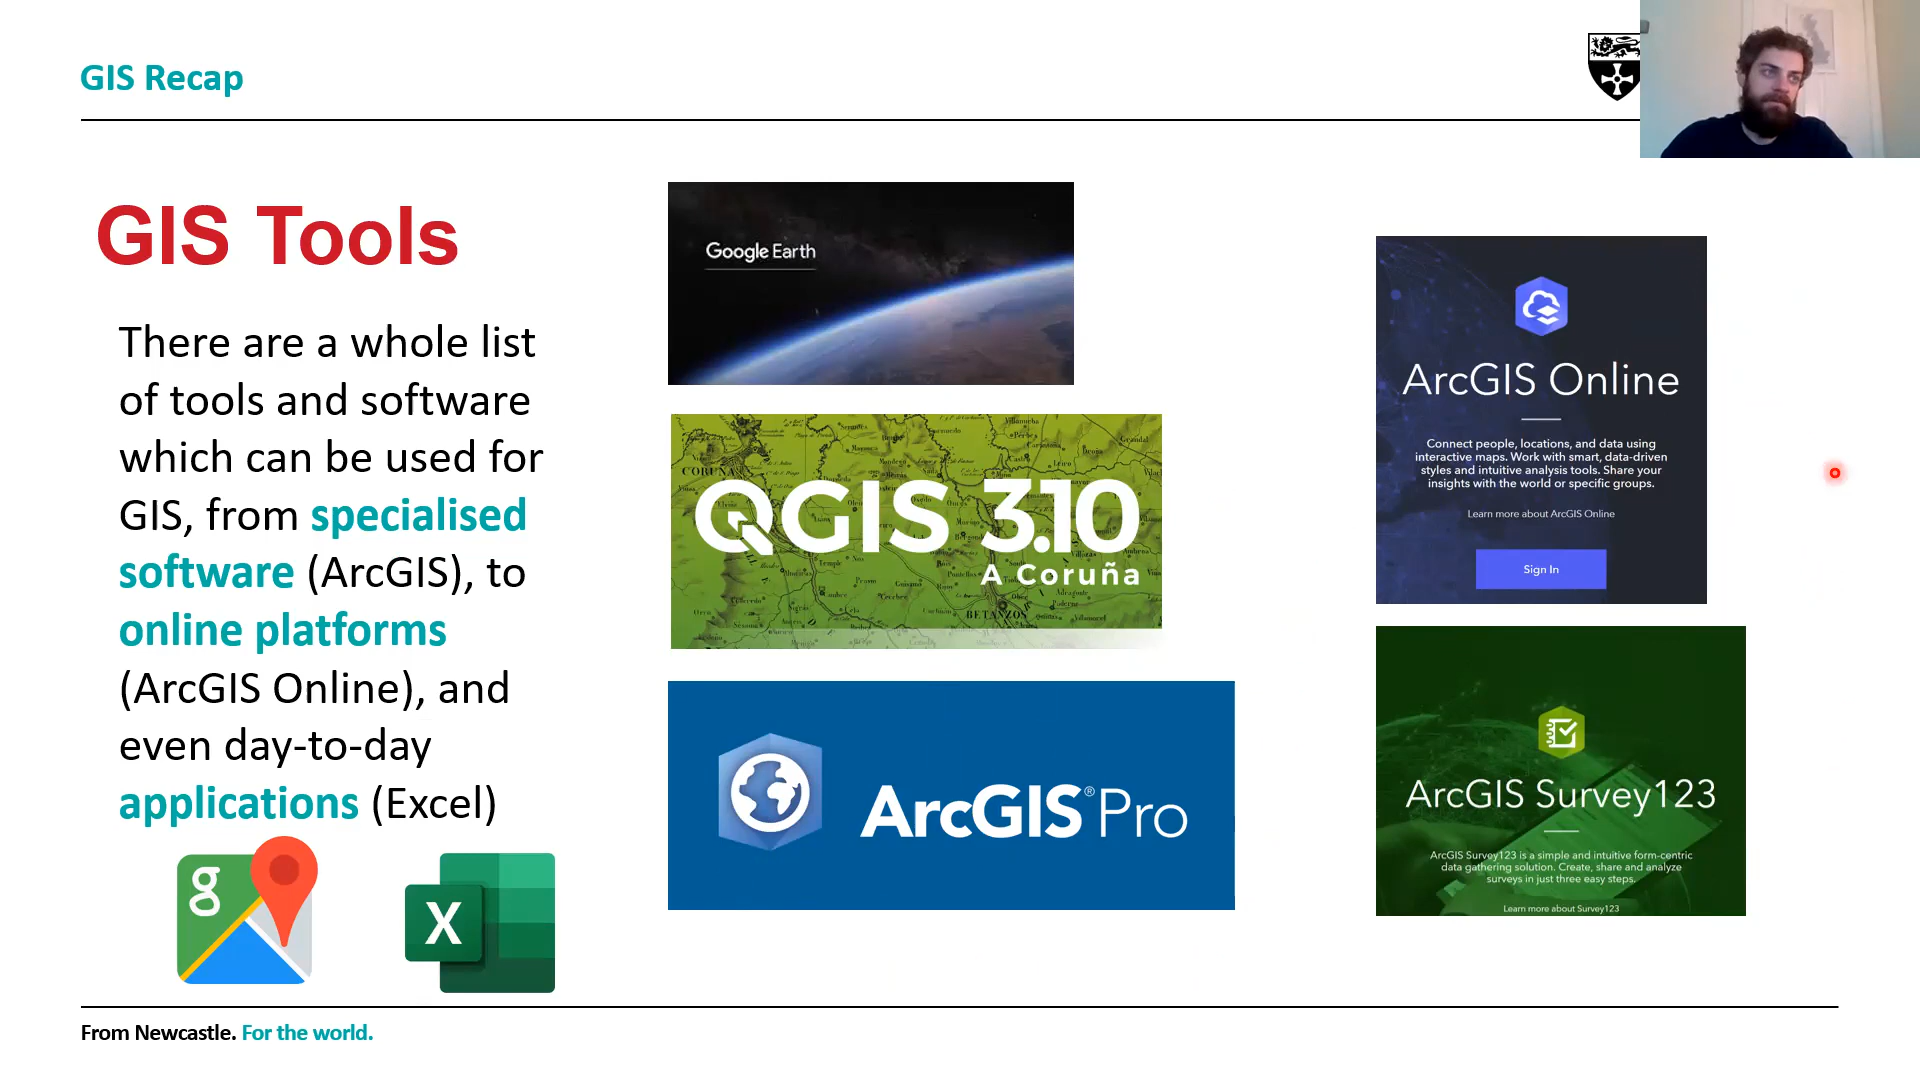 GIS Recap
GIS Tools
There are a whole list
of tools and software
which can be used for
GIS, from specialised
software (ArcGIS), to
online platforms
(ArcGIS Online), and
even day-to-day
applications (Excel)
g
X
Google Earth
CORUÑA
QGIS 3.10
A Coruña
BETANZOS
ArcGIS® Pro
ArcGIS Online
Connect people, locations, and data using
interactive maps. Work with smart, data-driven
styles and intuitive analysis tools. Share your
insights with the world or specific groups.
Learn more about ArcGIS Online
Sign In
ArcGIS Survey123
ArcGIS Survey123 is a simple and intuitive form-centric
data gathering solution. Create, share and analyze
surveys in just three easy steps.
Learn more about Survey123
From Newcastle. For the world.